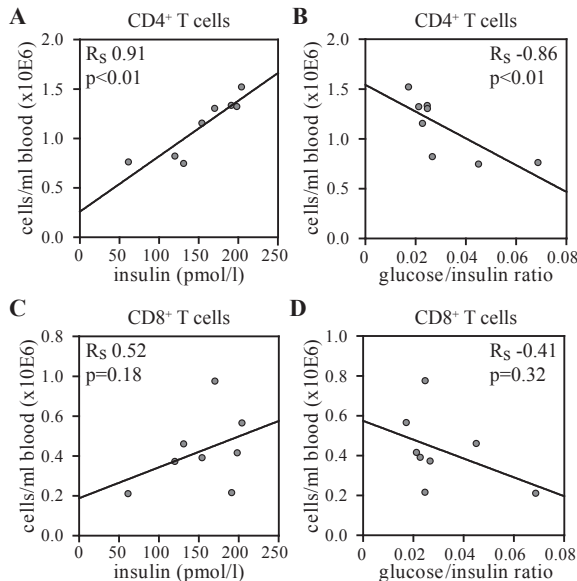 A
CD4⁺ T cells
cells/ml blood (x10E6)
2.0
1.5
1.0
0.5
0.0
R_S 0.91
p<0.01
0 50 100 150 200 250
insulin (pmol/l)
B
CD4⁺ T cells
cells/ml blood (x10E6)
2.0
1.5
1.0
0.5
0.0
R_S -0.86
p<0.01
0 0.02 0.04 0.06 0.08
glucose/insulin ratio
C
CD8⁺ T cells
cells/ml blood (x10E6)
0.8
1.0
0.6
0.4
0.2
0.0
R_S 0.52
p=0.18
0 50 100 150 200 250
insulin (pmol/l)
D
CD8⁺ T cells
cells/ml blood (x10E6)
1.0
0.8
0.6
0.4
0.2
0.0
R_S -0.41
p=0.32
0 0.02 0.04 0.06 0.08
glucose/insulin ratio